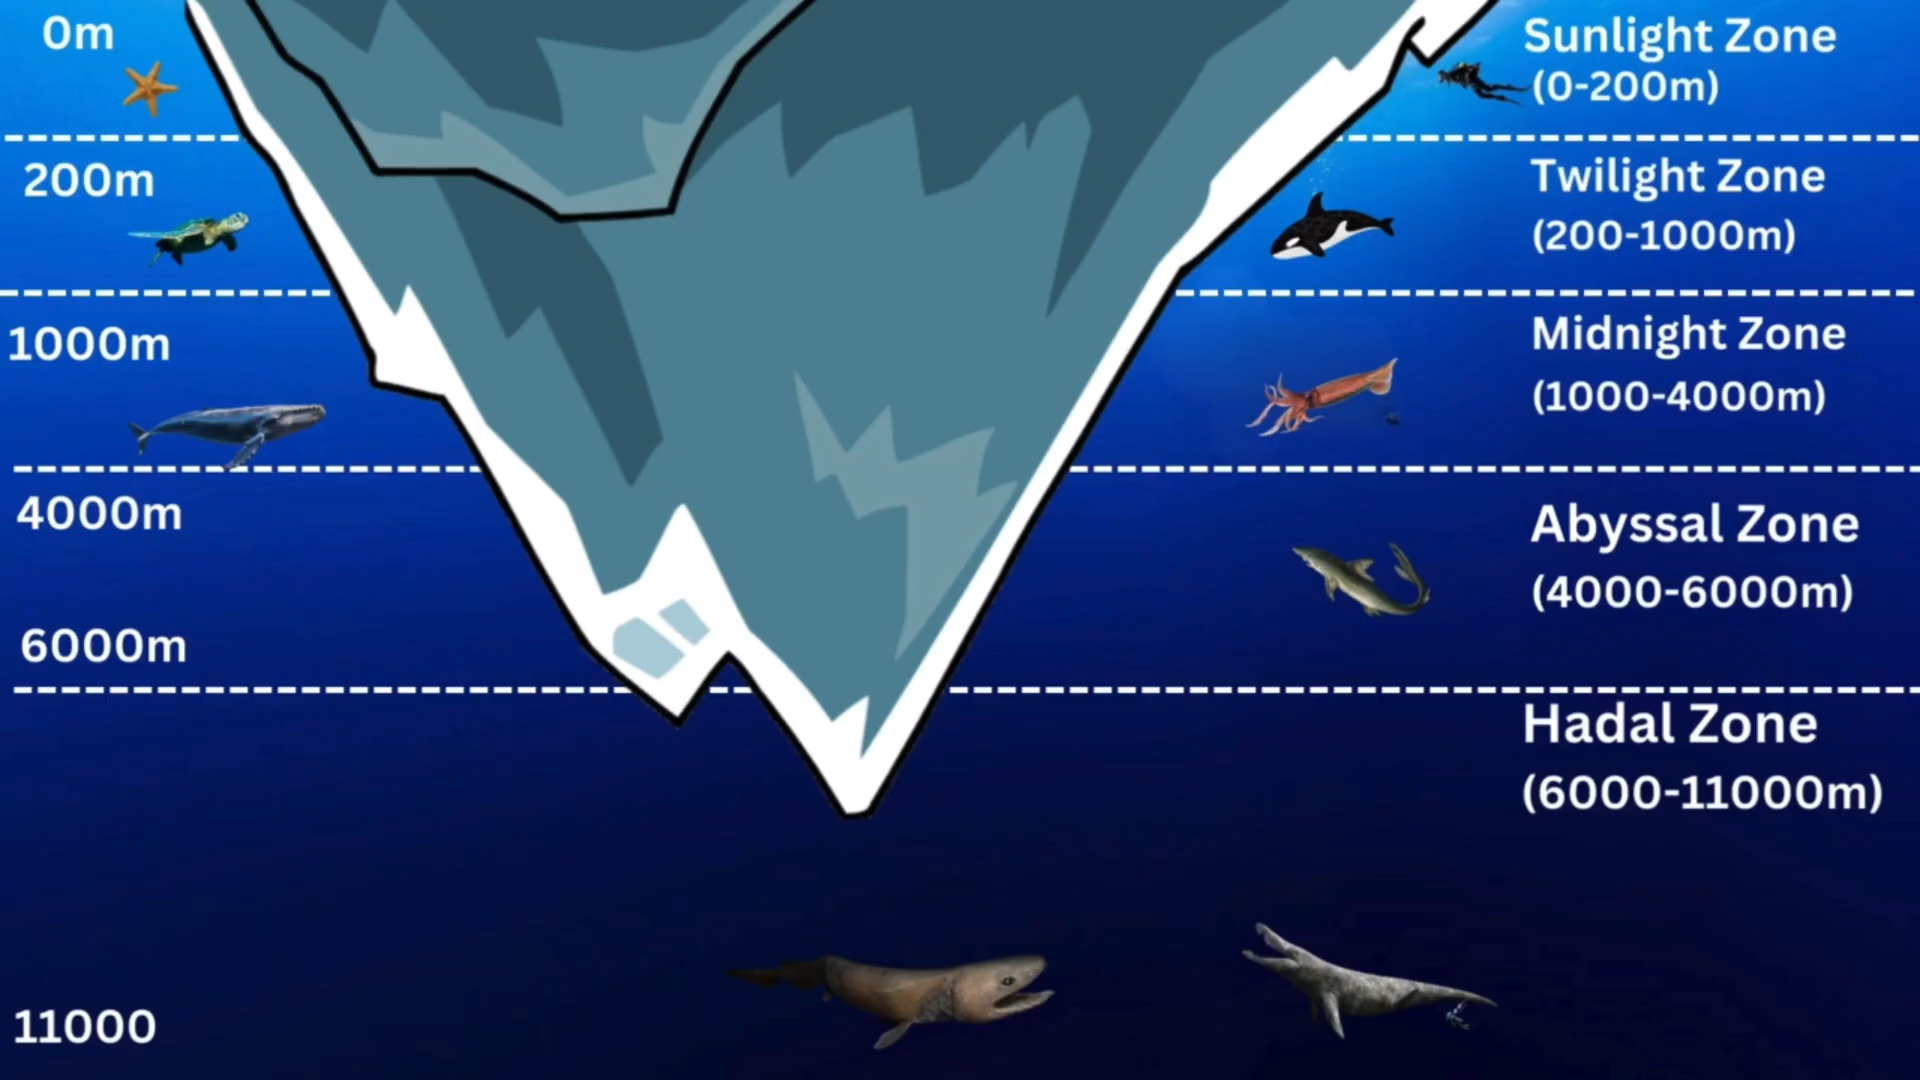 0m
Sunlight Zone
(0-200m)
200m
Twilight Zone
(200-1000m)
1000m
Midnight Zone
(1000-4000m)
4000m
Abyssal Zone
(4000-6000m)
6000m
Hadal Zone
(6000-11000m)
11000